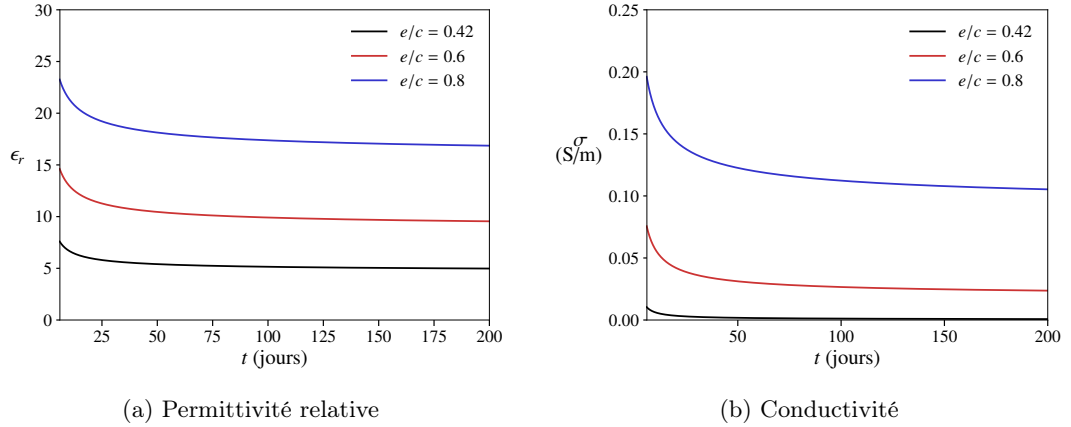 30
25
20
15
10
5
0
ϵr
25 50 75 100 125 150 175 200
t (jours)
e/c = 0.42
e/c = 0.6
e/c = 0.8
(a) Permittivité relative
0.25
0.20
0.15
0.10
0.05
0.00
σ
(S/m)
50 100 150 200
t (jours)
e/c = 0.42
e/c = 0.6
e/c = 0.8
(b) Conductivité